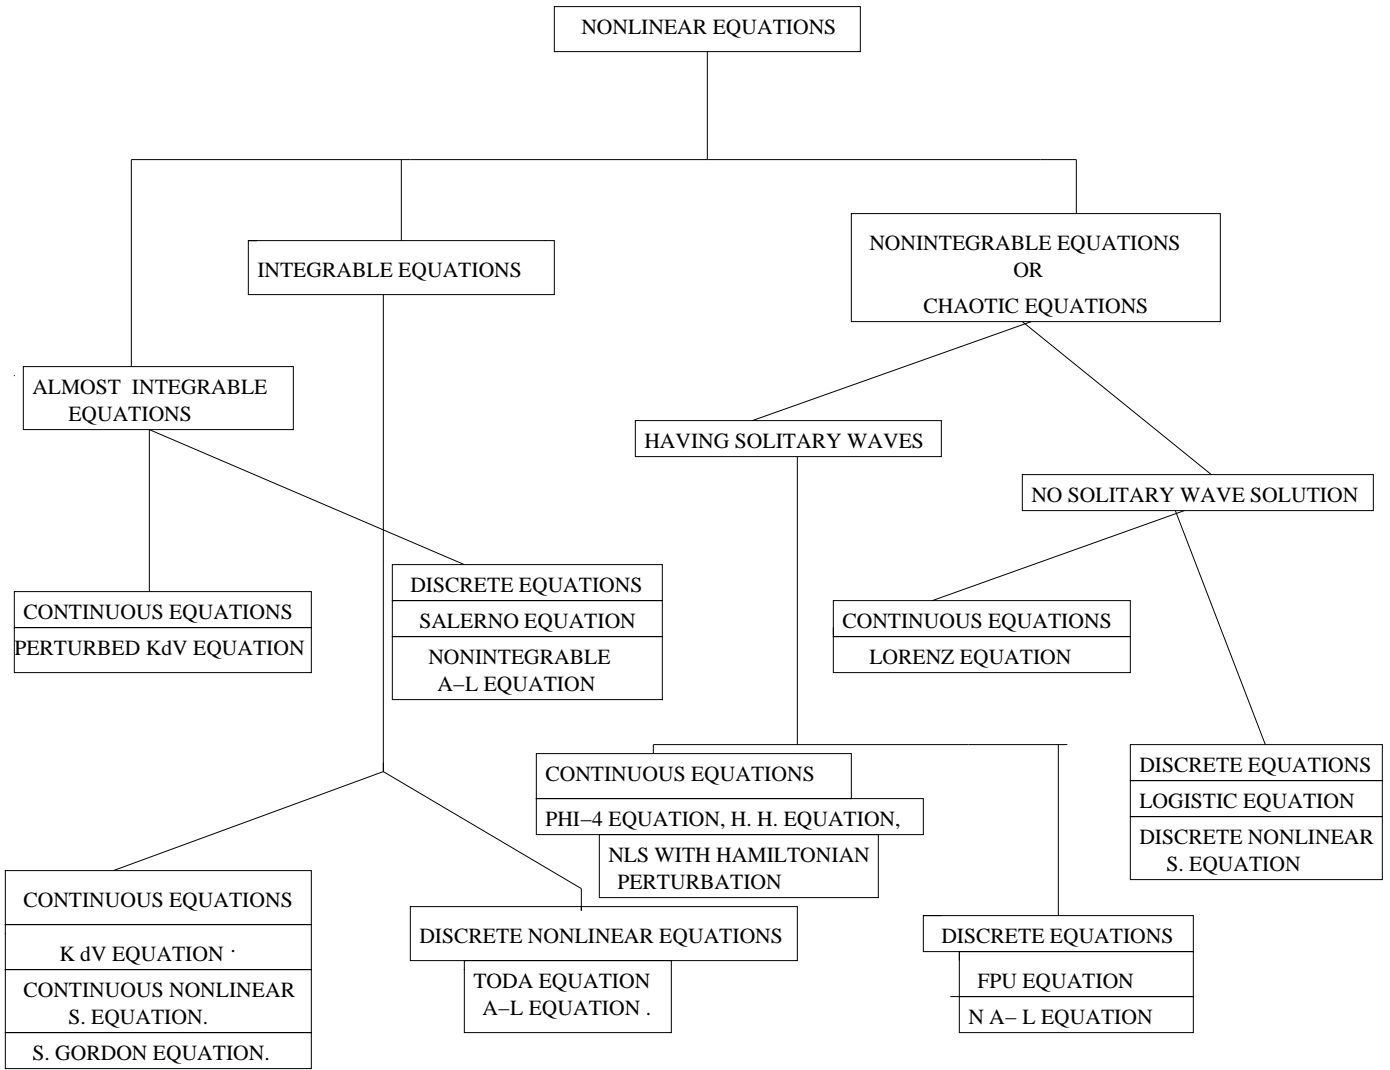 NONLINEAR EQUATIONS
NONINTEGRABLE EQUATIONS
OR
CHAOTIC EQUATIONS
INTEGRABLE EQUATIONS
ALMOST INTEGRABLE
EQUATIONS
HAVING SOLITARY WAVES
NO SOLITARY WAVE SOLUTION
CONTINUOUS EQUATIONS
PERTURBED KdV EQUATION
DISCRETE EQUATIONS
SALERNO EQUATION
NONINTEGRABLE
A–L EQUATION
CONTINUOUS EQUATIONS
LORENZ EQUATION
CONTINUOUS EQUATIONS
PHI–4 EQUATION, H. H. EQUATION,
NLS WITH HAMILTONIAN
PERTURBATION
DISCRETE EQUATIONS
LOGISTIC EQUATION
DISCRETE NONLINEAR
S. EQUATION
CONTINUOUS EQUATIONS
K dV EQUATION
CONTINUOUS NONLINEAR
S. EQUATION.
S. GORDON EQUATION.
DISCRETE NONLINEAR EQUATIONS
TODA EQUATION
A–L EQUATION .
DISCRETE EQUATIONS
FPU EQUATION
N A– L EQUATION